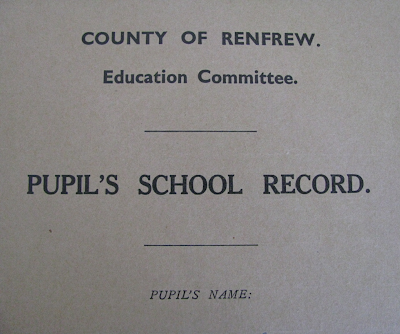 COUNTY OF RENFREW.
Education Committee.
PUPIL'S SCHOOL RECORD.
PUPIL'S NAME: